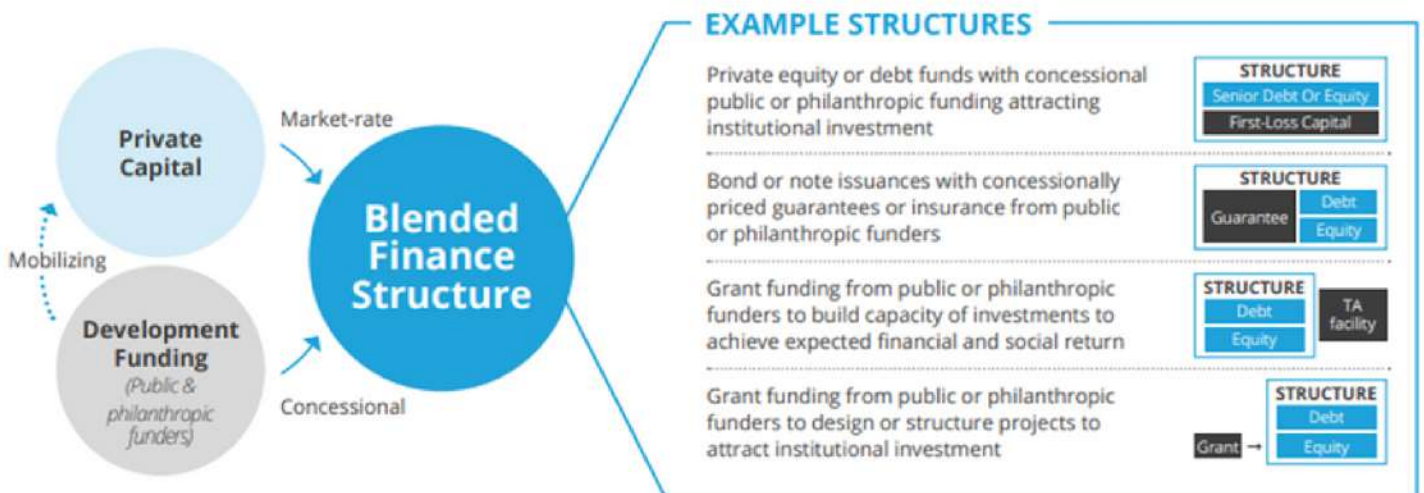 Private
Capital
Market-rate
Mobilizing
Development
Funding
(Public &
philanthropic
funders)
Concessional
Blended
Finance
Structure
EXAMPLE STRUCTURES
Private equity or debt funds with concessional
public or philanthropic funding attracting
institutional investment
STRUCTURE
Senior Debt Or Equity
First-Loss Capital
Bond or note issuances with concessionally
priced guarantees or insurance from public
or philanthropic funders
STRUCTURE
Guarantee
Debt
Equity
Grant funding from public or philanthropic
funders to build capacity of investments to
achieve expected financial and social return
STRUCTURE
Debt
Equity
TA
facility
Grant funding from public or philanthropic
funders to design or structure projects to
attract institutional investment
Grant →
STRUCTURE
Debt
Equity